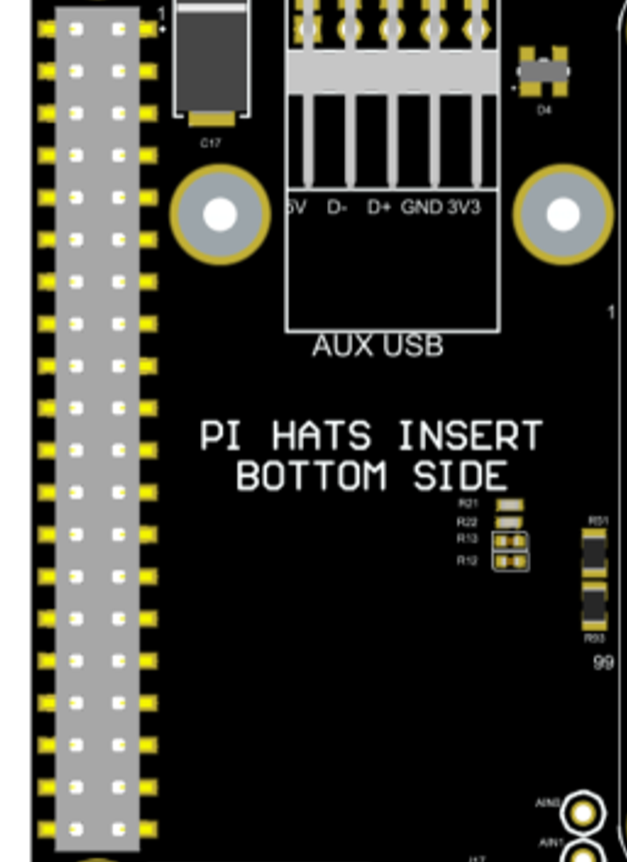 1
C17
D4
5V D- D+ GND 3V3
1
AUX USB
PI HATS INSERT
BOTTOM SIDE
R21
R22
R13
R12
R51
R93
99
AIN0
AIN1